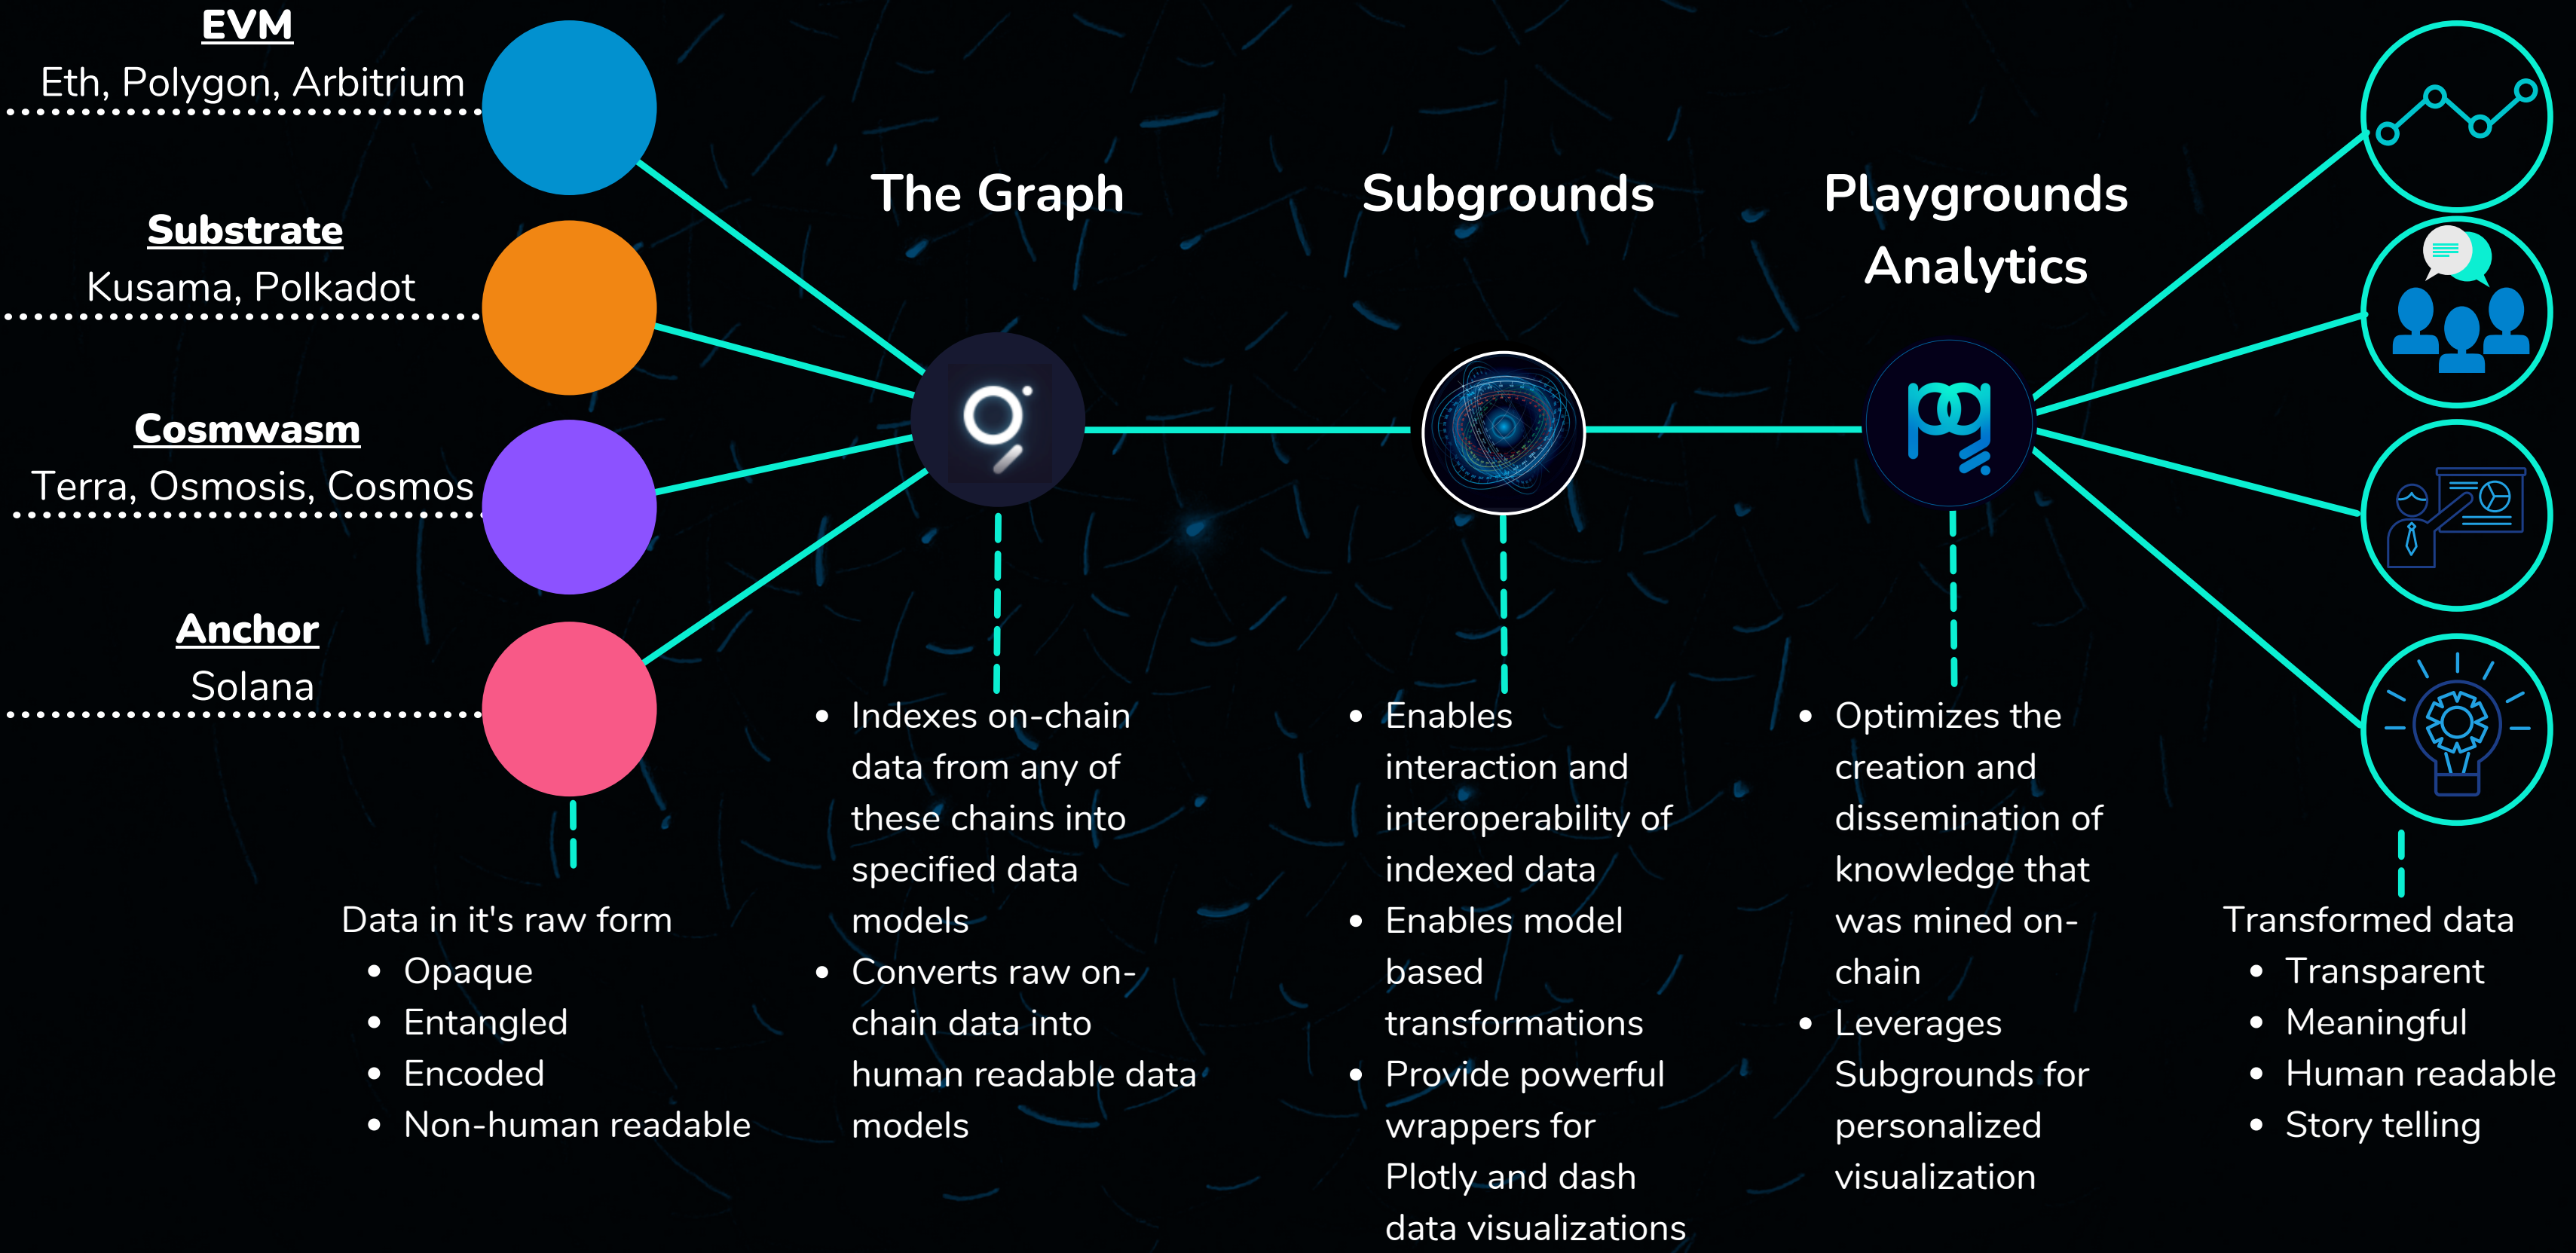 EVM
Eth, Polygon, Arbitrium
Substrate
Kusama, Polkadot
Cosmwasm
Terra, Osmosis, Cosmos
Anchor
Solana
Data in it's raw form
• Opaque
• Entangled
• Encoded
• Non-human readable
The Graph
• Indexes on-chain
data from any of
these chains into
specified data
models
• Converts raw on-
chain data into
human readable data
models
Subgrounds
• Enables
interaction and
interoperability of
indexed data
• Enables model
based
transformations
• Provide powerful
wrappers for
Plotly and dash
data visualizations
Playgrounds
Analytics
pg
• Optimizes the
creation and
dissemination of
knowledge that
was mined on-
chain
• Leverages
Subgrounds for
personalized
visualization
Transformed data
• Transparent
• Meaningful
• Human readable
• Story telling